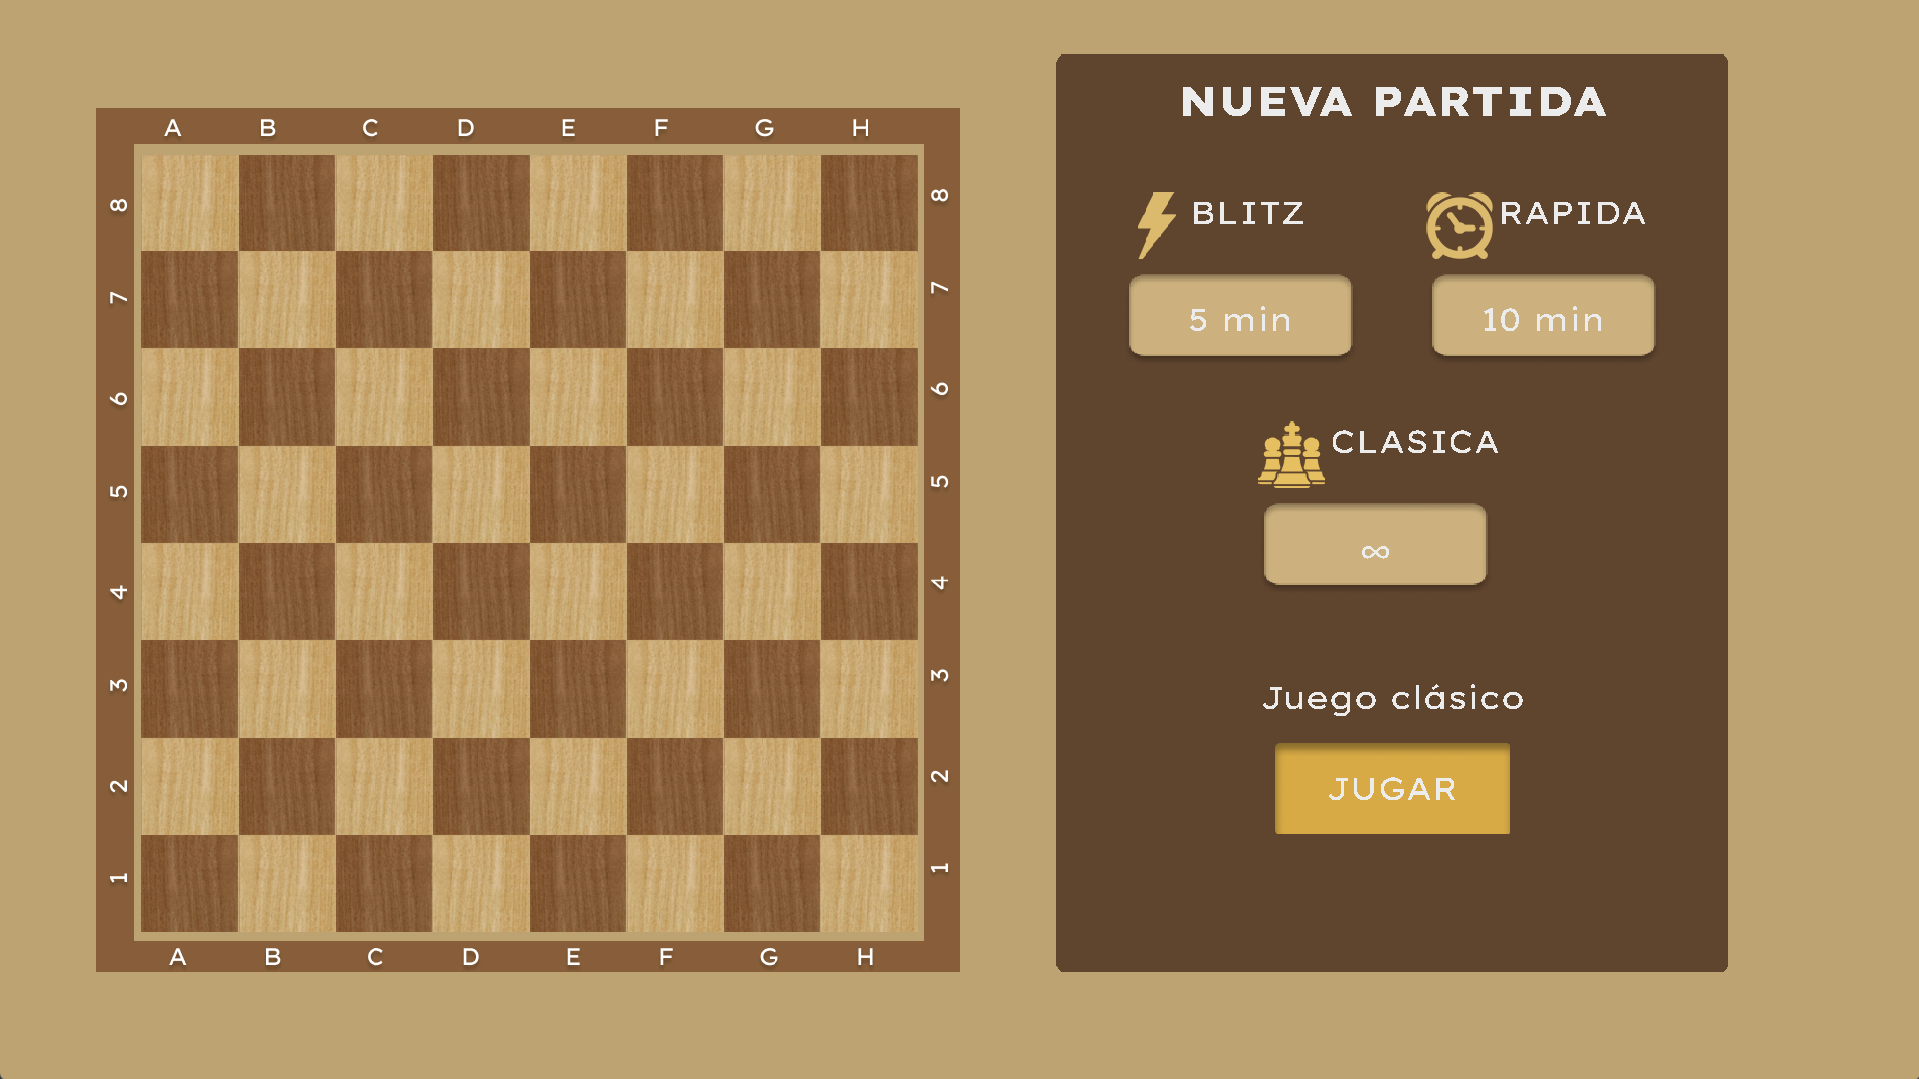 A B C D E F G H
8 8
7 7
6 6
5 5
4 4
3 3
2 2
1 1
A B C D E F G H
NUEVA PARTIDA
BLITZ RAPIDA
5 min 10 min
CLASICA
∞
Juego clásico
JUGAR